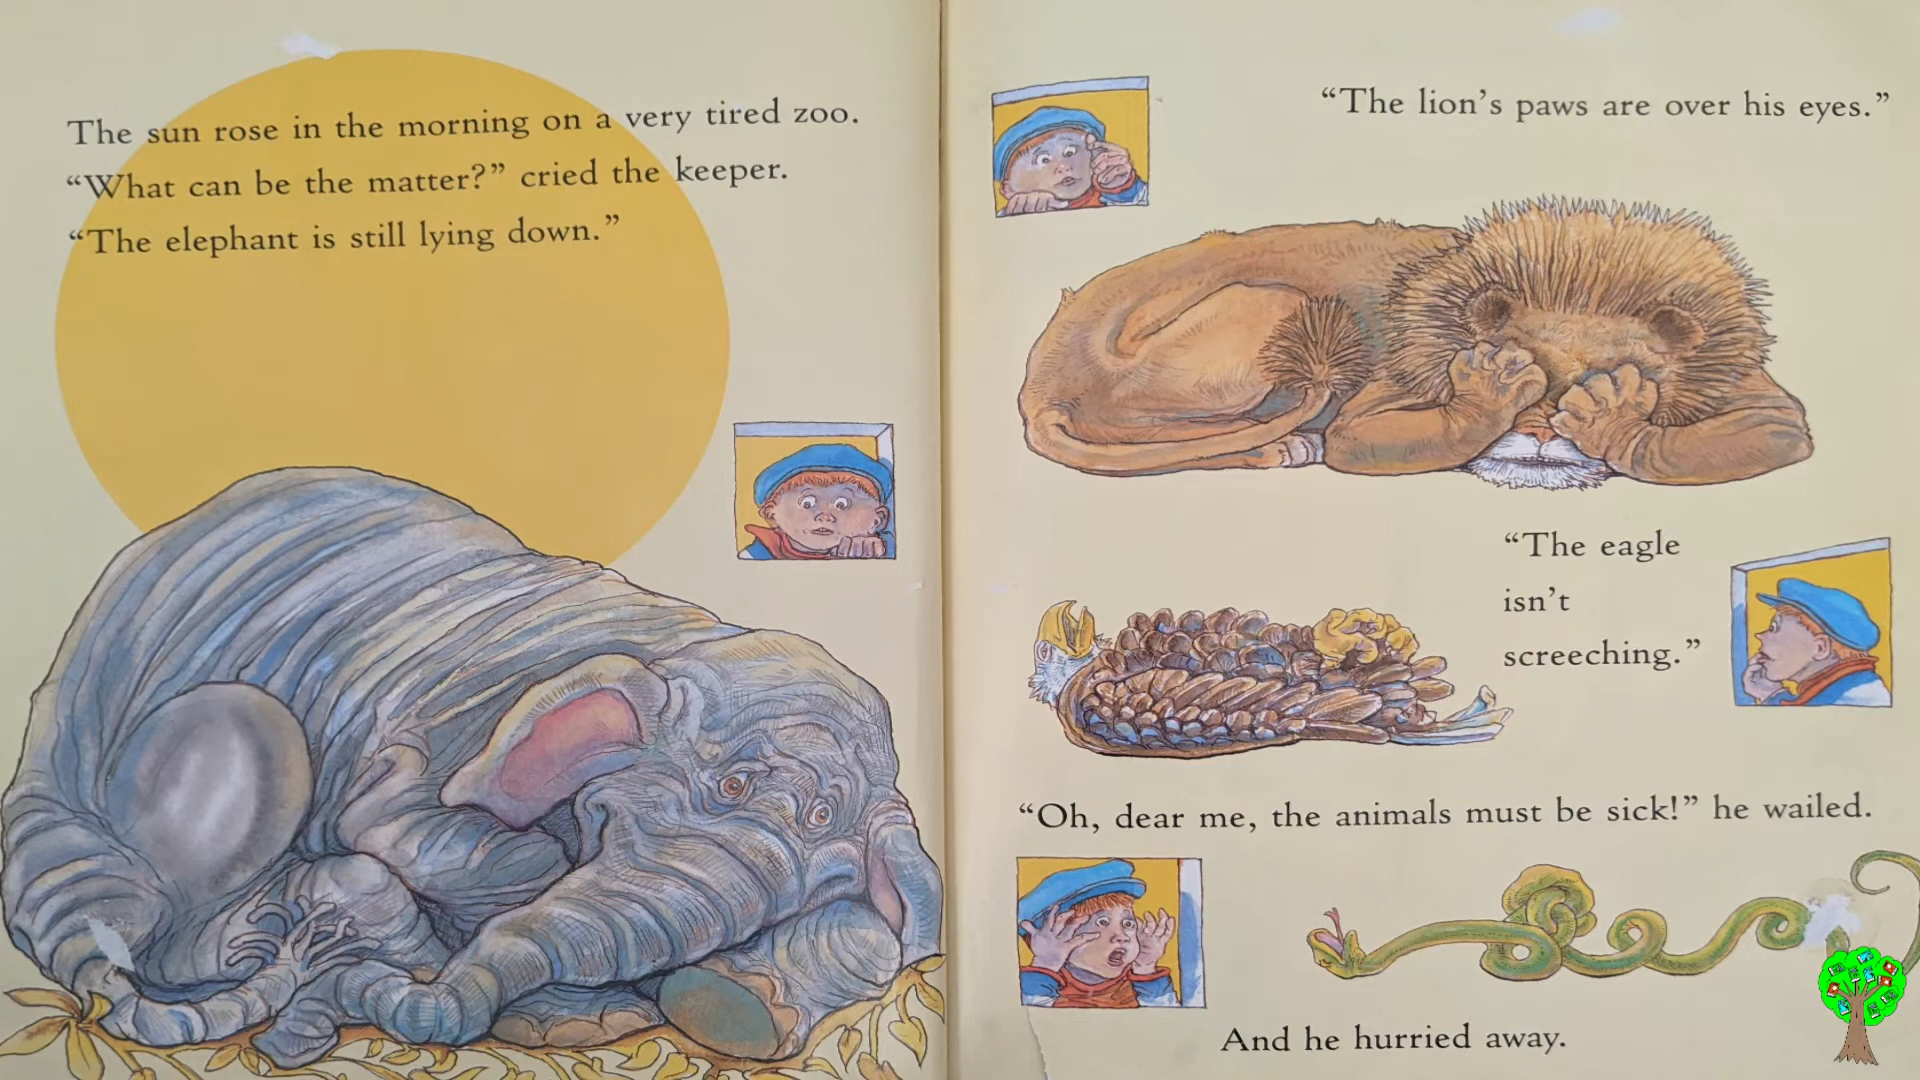 The sun rose in the morning on a very tired zoo.
“What can be the matter?” cried the keeper.
“The elephant is still lying down.”
“The lion’s paws are over his eyes.”
“The eagle
isn’t
screeching.”
“Oh, dear me, the animals must be sick!” he wailed.
And he hurried away.